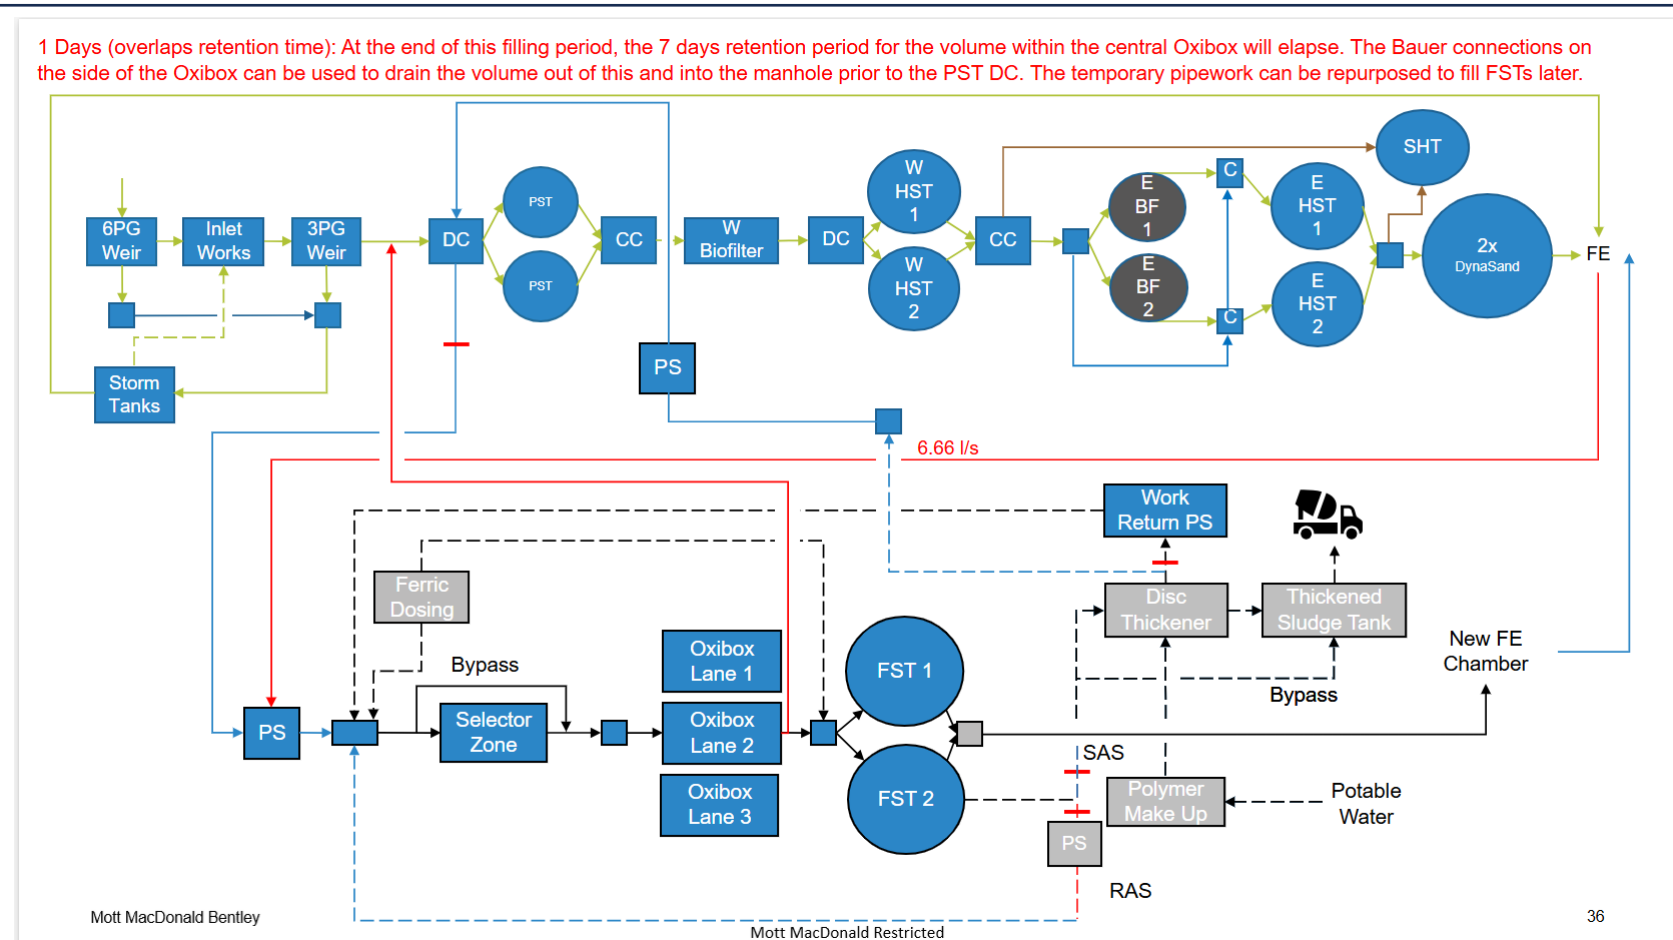 1 Days (overlaps retention time): At the end of this filling period, the 7 days retention period for the volume within the central Oxibox will elapse. The Bauer connections on
the side of the Oxibox can be used to drain the volume out of this and into the manhole prior to the PST DC. The temporary pipework can be repurposed to fill FSTs later.
6PG
Weir
Inlet
Works
3PG
Weir
DC
PST
PST
CC
W
Biofilter
DC
W
HST
1
W
HST
2
CC
E
BF
1
E
BF
2
C
C
E
HST
1
E
HST
2
SHT
2x
DynaSand
FE
Storm
Tanks
PS
6.66 l/s
Work
Return PS
Ferric
Dosing
Disc
Thickener
Thickened
Sludge Tank
Bypass
Oxibox
Lane 1
FST 1
New FE
Chamber
Bypass
PS
Selector
Zone
Oxibox
Lane 2
SAS
Oxibox
Lane 3
FST 2
Polymer
Make Up
Potable
Water
PS
RAS
Mott MacDonald Bentley
36
Mott MacDonald Restricted